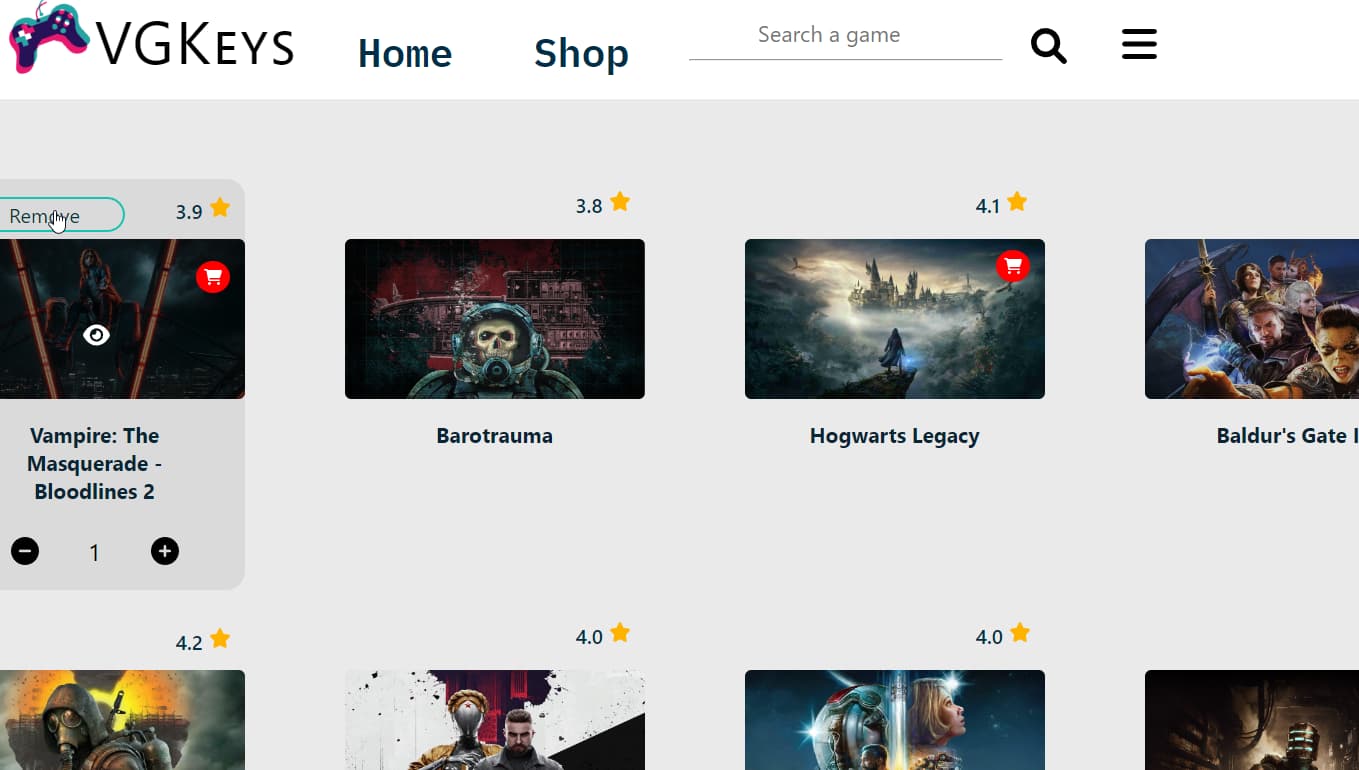 VGKeys
Home
Shop
Search a game
Remove
3.9
3.8
4.1
Vampire: The
Masquerade -
Bloodlines 2
Barotrauma
Hogwarts Legacy
Baldur's Gate I
1
4.2
4.0
4.0